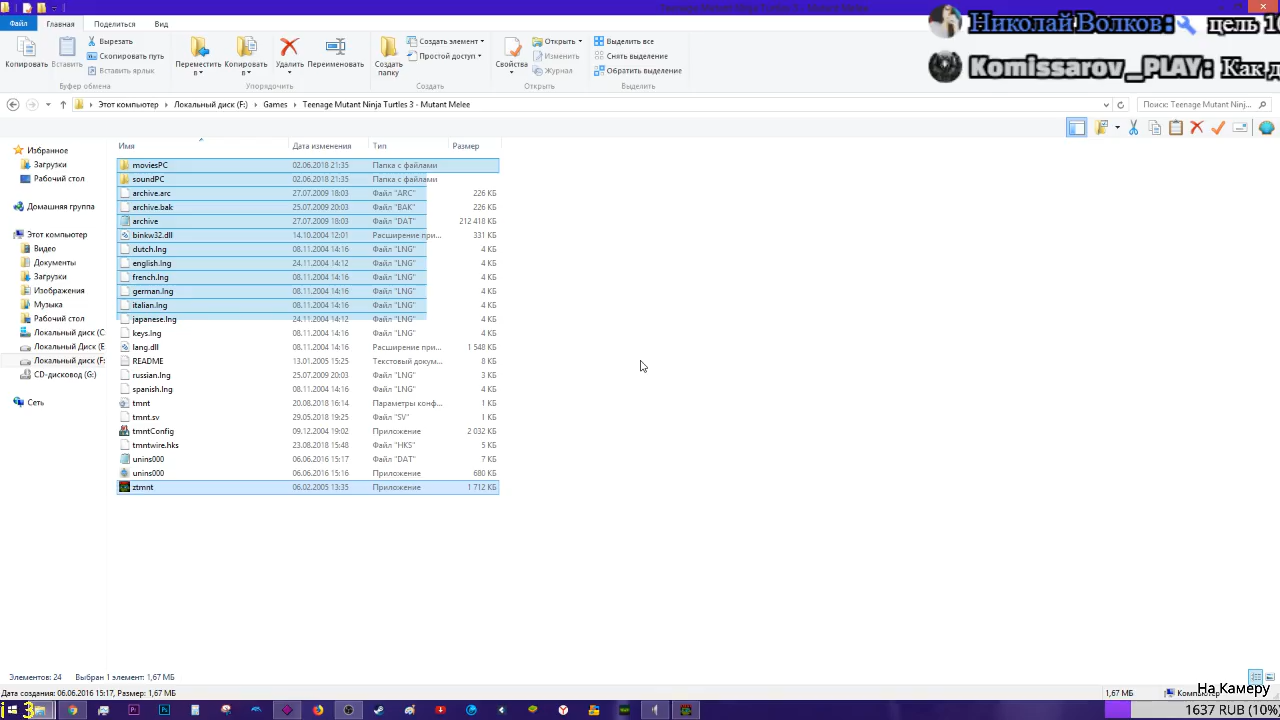 Файл Главная Поделиться Вид
Николай Волков: цель 10
Komissarov_PLAY: Как д
Копировать Вставить Вырезать Скопировать путь Вставить ярлык
Переместить в Копировать в Удалить Переименовать
Создать папку Создать элемент Простой доступ
Свойства Открыть Изменить Журнал
Выделить все Снять выделение Обратить выделение
Буфер обмена Упорядочить Создать Открыть Выделить
Этот компьютер Локальный диск (F:) Games Teenage Mutant Ninja Turtles 3 - Mutant Melee
Поиск: Teenage Mutant Ninj...
Избранное
Загрузки
Рабочий стол
Домашняя группа
Этот компьютер
Видео
Документы
Загрузки
Изображения
Музыка
Рабочий стол
Локальный диск (C
Локальный Диск (E
Локальный диск (F:
CD-дисковод (G:)
Сеть
Имя Дата изменения Тип Размер
moviesPC 02.06.2018 21:35 Папка с файлами
soundPC 02.06.2018 21:35 Папка с файлами
archive.arc 27.07.2009 18:03 Файл "ARC" 226 КБ
archive.bak 25.07.2009 20:03 Файл "BAK" 226 КБ
archive 27.07.2009 18:03 Файл "DAT" 212 418 КБ
binkw32.dll 14.10.2004 12:01 Расширение при... 331 КБ
dutch.lng 08.11.2004 14:16 Файл "LNG" 4 КБ
english.lng 24.11.2004 14:12 Файл "LNG" 4 КБ
french.lng 08.11.2004 14:16 Файл "LNG" 4 КБ
german.lng 08.11.2004 14:16 Файл "LNG" 4 КБ
italian.lng 08.11.2004 14:16 Файл "LNG" 4 КБ
japanese.lng 24.11.2004 14:12 Файл "LNG" 4 КБ
keys.lng 08.11.2004 14:16 Файл "LNG" 4 КБ
lang.dll 08.11.2004 14:16 Расширение при... 1 548 КБ
README 13.01.2005 15:25 Текстовый докум... 8 КБ
russian.lng 25.07.2009 20:03 Файл "LNG" 3 КБ
spanish.lng 08.11.2004 14:16 Файл "LNG" 4 КБ
tmnt 20.08.2018 16:14 Параметры конф... 1 КБ
tmnt.sv 29.05.2018 19:25 Файл "SV" 1 КБ
tmntConfig 09.12.2004 19:02 Приложение 2 032 КБ
tmntwire.hks 23.08.2018 15:48 Файл "HKS" 5 КБ
unins000 06.06.2016 15:17 Файл "DAT" 7 КБ
unins000 06.06.2016 15:16 Приложение 680 КБ
ztmnt 06.02.2005 13:35 Приложение 1 712 КБ
Элементов: 24 Выбран 1 элемент: 1,67 МБ
Дата создания: 06.06.2016 15:17, Размер: 1,67 МБ
1,67 МБ Компьютер
На Камеру
3
1637 RUB (10%)